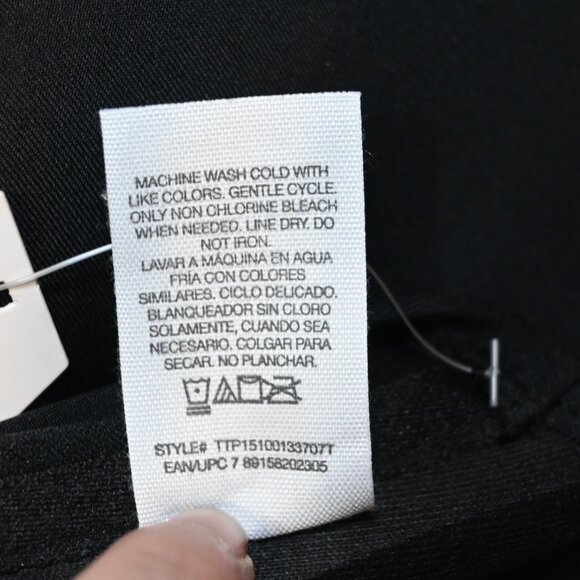 MACHINE WASH COLD WITH
LIKE COLORS. GENTLE CYCLE.
ONLY NON CHLORINE BLEACH
WHEN NEEDED. LINE DRY. DO
NOT IRON.
LAVAR A MÁQUINA EN AGUA
FRÍA CON COLORES
SIMILARES. CICLO DELICADO.
BLANQUEADOR SIN CLORO
SOLAMENTE, CUANDO SEA
NECESARIO. COLGAR PARA
SECAR. NO PLANCHAR.
STYLE# TTP15100133707T
EAN/UPC 7 89158202305